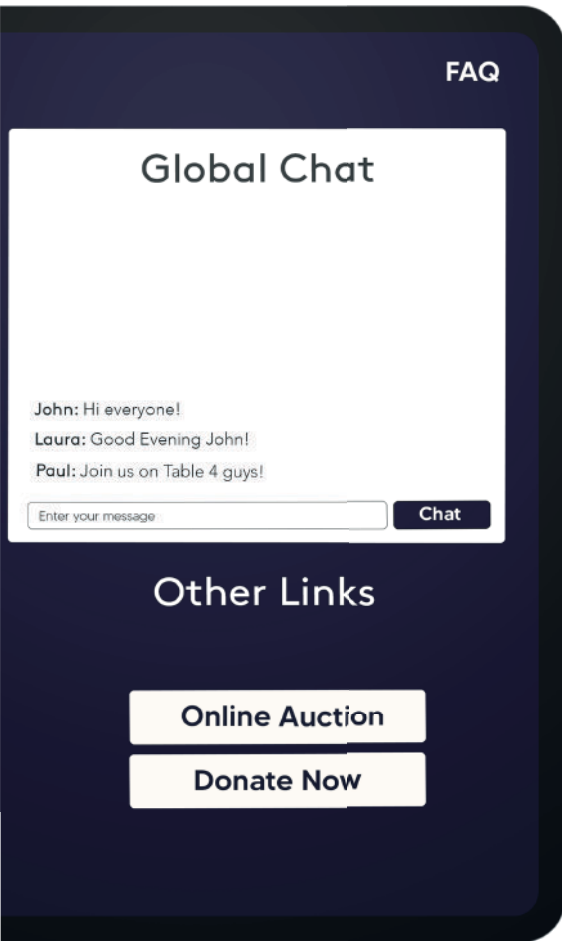 FAQ
Global Chat
John: Hi everyone!
Laura: Good Evening John!
Paul: Join us on Table 4 guys!
Enter your message
Chat
Other Links
Online Auction
Donate Now